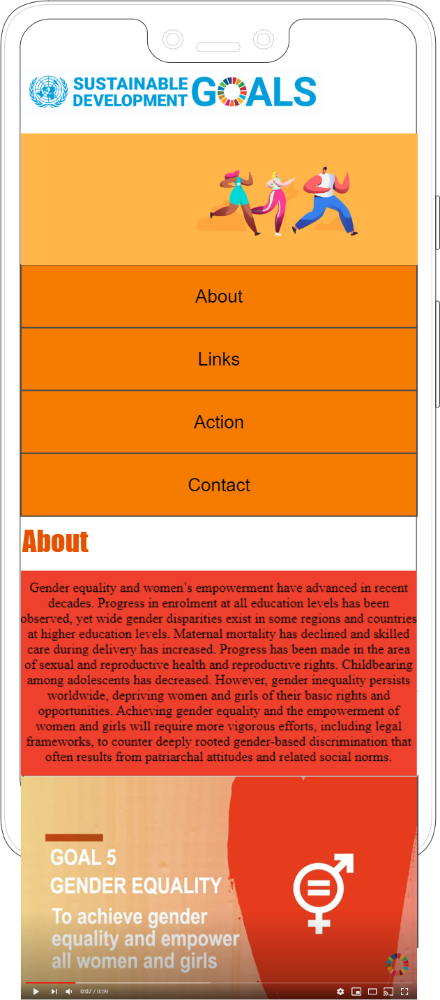 SUSTAINABLE
DEVELOPMENT
GOALS
About
Links
Action
Contact
About
Gender equality and women’s empowerment have advanced in recent
decades. Progress in enrolment at all education levels has been
observed, yet wide gender disparities exist in some regions and countries
at higher education levels. Maternal mortality has declined and skilled
care during delivery has increased. Progress has been made in the area
of sexual and reproductive health and reproductive rights. Childbearing
among adolescents has decreased. However, gender inequality persists
worldwide, depriving women and girls of their basic rights and
opportunities. Achieving gender equality and the empowerment of
women and girls will require more vigorous efforts, including legal
frameworks, to counter deeply rooted gender-based discrimination that
often results from patriarchal attitudes and related social norms.
GOAL 5
GENDER EQUALITY
To achieve gender
equality and empower
all women and girls
0:07 / 0:59